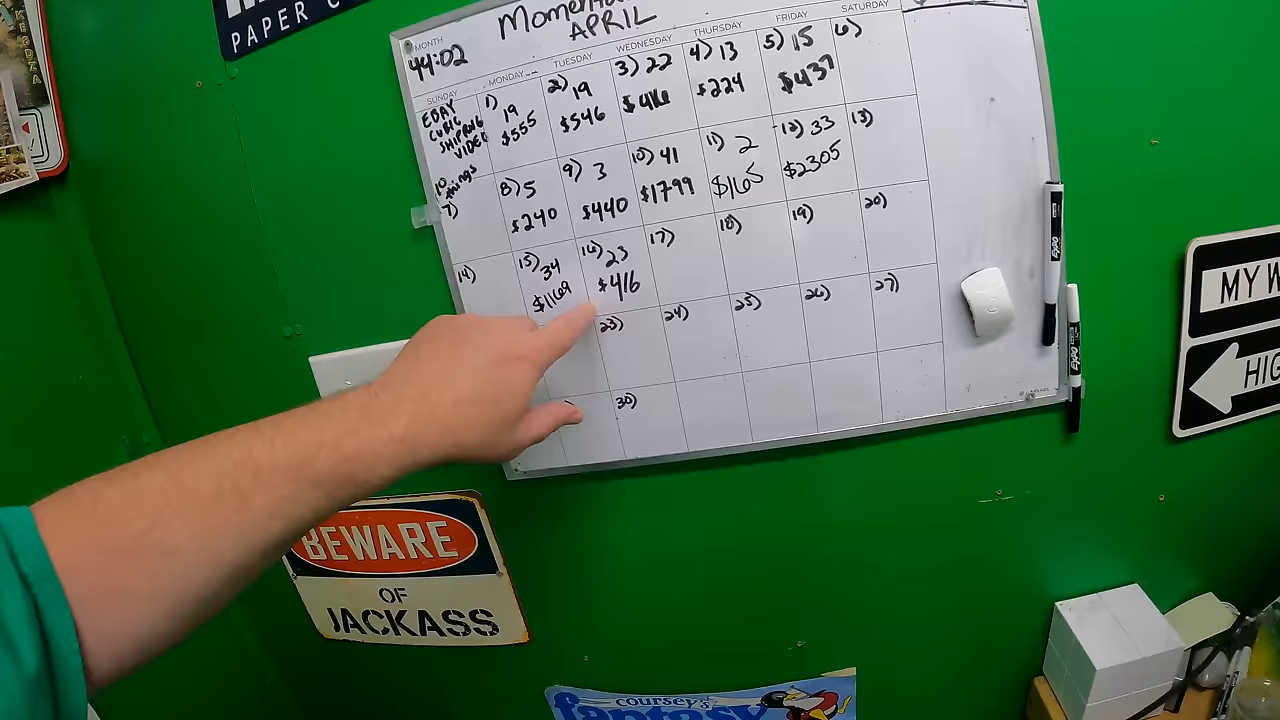 PAPER C
MONTH
APRIL
44:02
SUNDAY MONDAY TUESDAY WEDNESDAY THURSDAY FRIDAY SATURDAY
EBAY
SHIPPING
VIDEO
10
things
1) 19
$555
2) 19
$546
3) 22
$416
4) 13
$224
5) 15
$437
6)
7)
8) 5
$240
9) 3
$440
10) 41
$1799
11) 2
$165
12) 33
$2305
13)
14)
15) 34
$1169
16) 23
$416
17)
18)
19)
20)
23)
24)
25)
26)
27)
30)
EXPO
EXPO
MY W
HIG
BEWARE
OF
JACKASS
COURSEY'S
fantasy